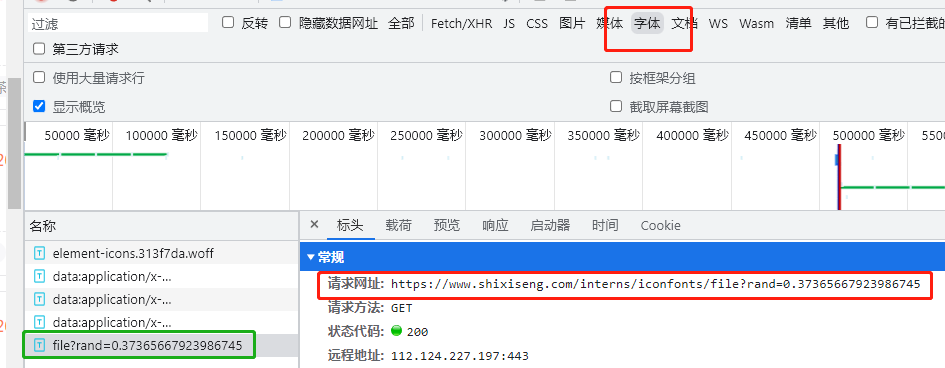 过滤 反转 隐藏数据网址 全部 Fetch/XHR JS CSS 图片 媒体 字体 文档 WS Wasm 清单 其他 有已拦截的
第三方请求
使用大量请求行 按框架分组
显示概览 截取屏幕截图
50000 毫秒 100000 毫秒 150000 毫秒 200000 毫秒 250000 毫秒 300000 毫秒 350000 毫秒 400000 毫秒 450000 毫秒 500000 毫秒 5500
名称 × 标头 载荷 预览 响应 启动器 时间 Cookie
element-icons.313f7da.woff 常规
data:application/x-... 请求网址: https://www.shixiseng.com/interns/iconfonts/file?rand=0.37365667923986745
data:application/x-... 请求方法: GET
data:application/x-... 状态代码: 200
file?rand=0.37365667923986745 远程地址: 112.124.227.197:443